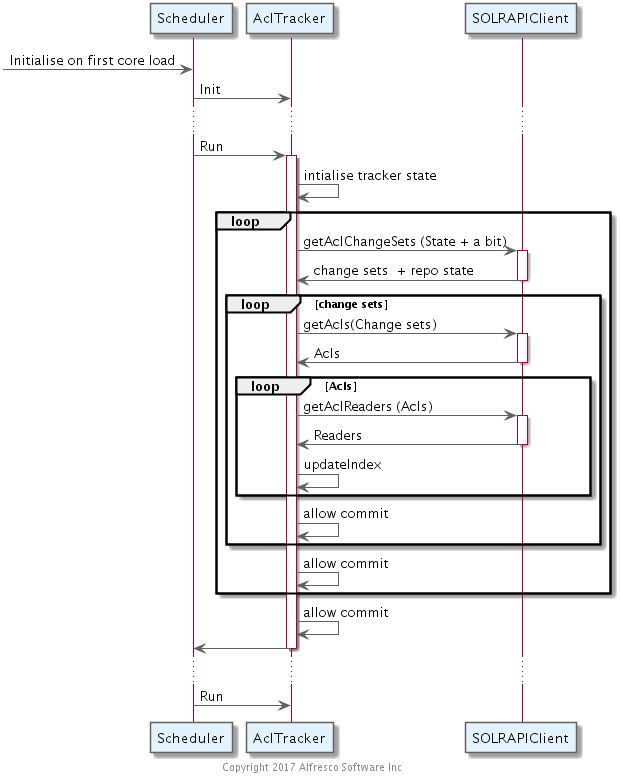 Scheduler AclTracker SOLRAPIClient
Initialise on first core load
Init
Run
intialise tracker state
loop
getAclChangeSets (State + a bit)
change sets + repo state
loop [change sets]
getAcls(Change sets)
Acls
loop [Acls]
getAclReaders (Acls)
Readers
updateIndex
allow commit
allow commit
allow commit
Run
Scheduler AclTracker SOLRAPIClient
Copyright 2017 Alfresco Software Inc